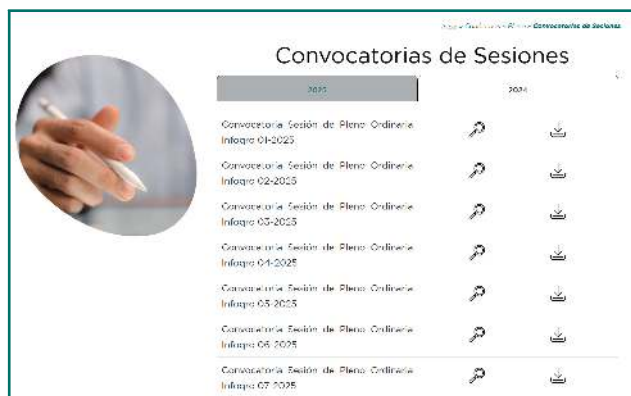 Convocatorias de Sesiones
Convocatorias de Sesiones
2025
2024
Convocatoria Sesión de Pleno Ordinaria
Infoqro 01-2025
Convocatoria Sesión de Pleno Ordinaria
Infoqro 02-2025
Convocatoria Sesión de Pleno Ordinaria
Infoqro 03-2025
Convocatoria Sesión de Pleno Ordinaria
Infoqro 04-2025
Convocatoria Sesión de Pleno Ordinaria
Infoqro 05-2025
Convocatoria Sesión de Pleno Ordinaria
Infoqro 06-2025
Convocatoria Sesión de Pleno Ordinaria
Infoqro 07-2025